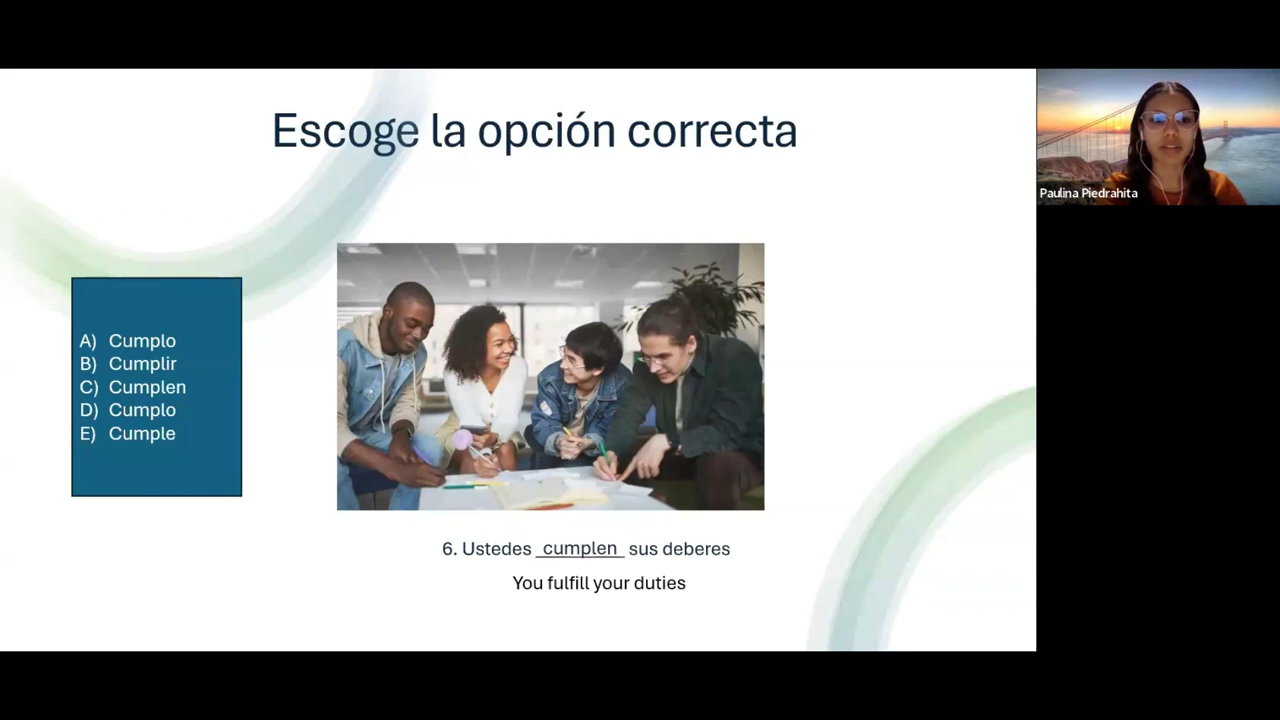 Escoge la opción correcta
Paulina Piedrahita
A) Cumplo
B) Cumplir
C) Cumplen
D) Cumplo
E) Cumple
6. Ustedes cumplen sus deberes
You fulfill your duties